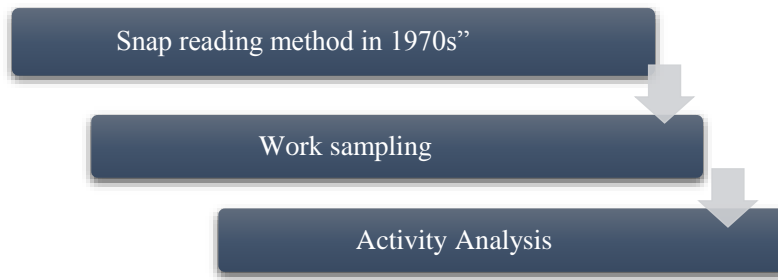 Snap reading method in 1970s”
Work sampling
Activity Analysis